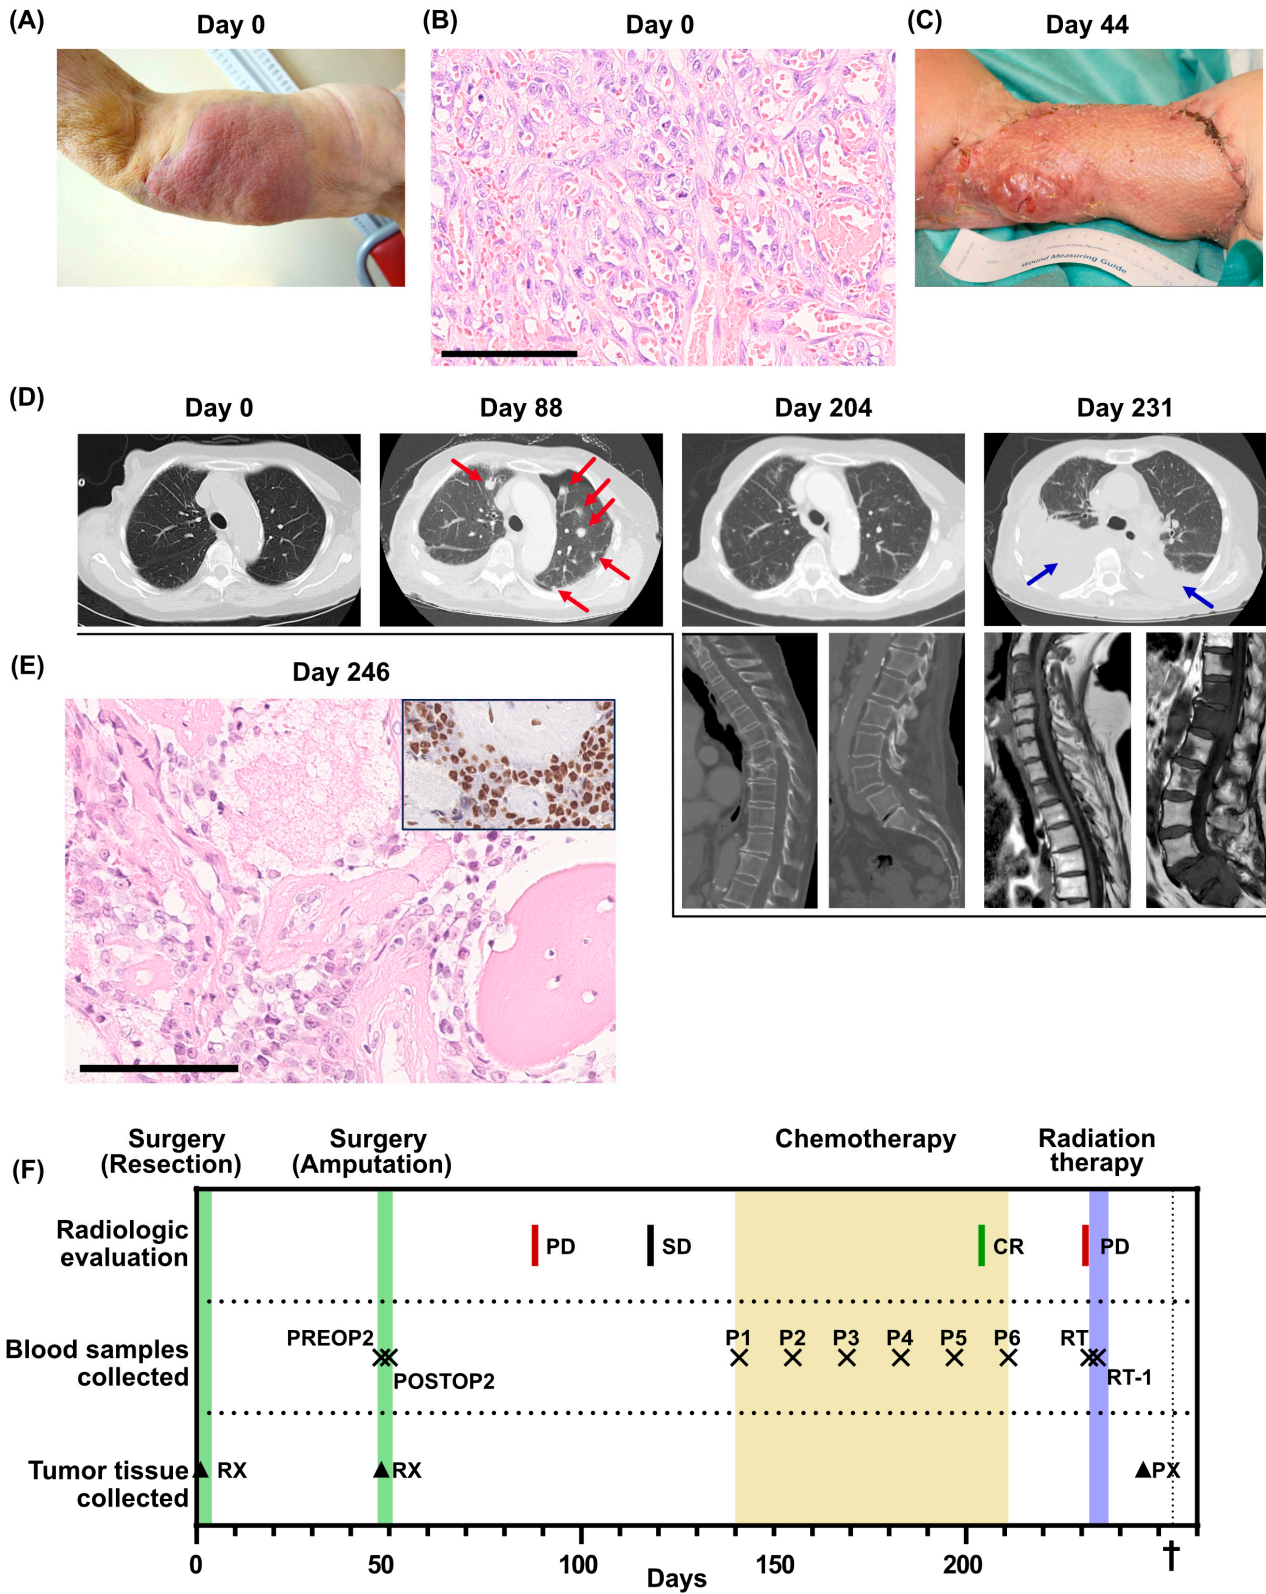 (A)
Day 0
(B)
Day 0
(C)
Day 44
Wound Measuring Guide
(D)
Day 0
Day 88
Day 204
Day 231
(E)
Day 246
(F)
Surgery
(Resection)
Surgery
(Amputation)
Chemotherapy
Radiation
therapy
Radiologic
evaluation
PD
SD
CR
PD
Blood samples
collected
PREOP2
POSTOP2
P1
P2
P3
P4
P5
P6
RT
RT-1
Tumor tissue
collected
RX
RX
PX
0
50
100
150
200
†
Days